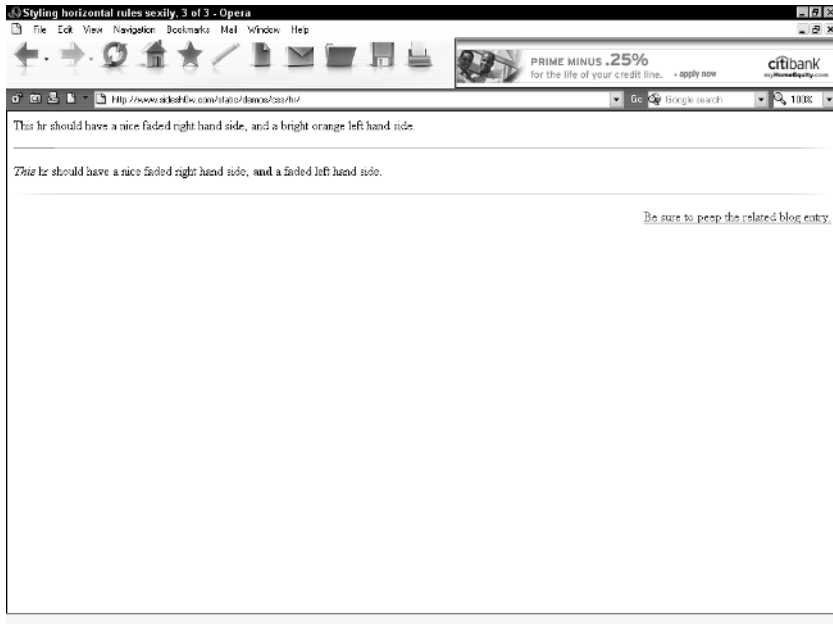 Styling horizontal rules sexily, 3 of 3 - Opera
File Edit View Navigation Bookmarks Mail Window Help
PRIME MINUS .25%
for the life of your credit line. apply now
citibank
myHomeEquity.com
http://www.sidesh0w.com/static/demos/css/hr/
Go Google search 100%
This hr should have a nice faded right hand side, and a bright orange left hand side.
This hr should have a nice faded right hand side, and a faded left hand side.
Be sure to peep the related blog entry.